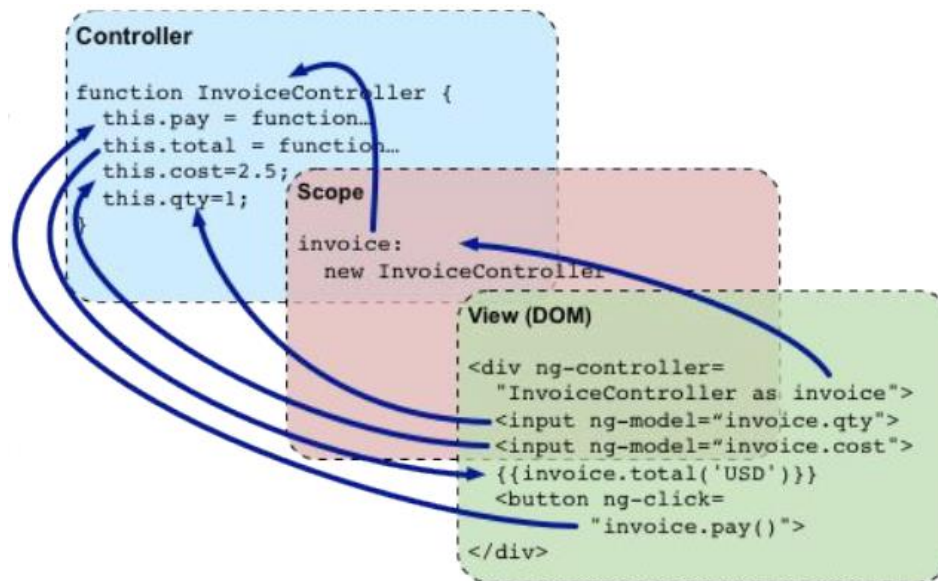 Controller
function InvoiceController {
this.pay = function…
this.total = function…
this.cost=2.5;
this.qty=1;
}
Scope
invoice:
new InvoiceController
View (DOM)
<div ng-controller=
"InvoiceController as invoice">
<input ng-model=“invoice.qty">
<input ng-model=“invoice.cost">
{{invoice.total('USD')}}
<button ng-click=
"invoice.pay()">
</div>